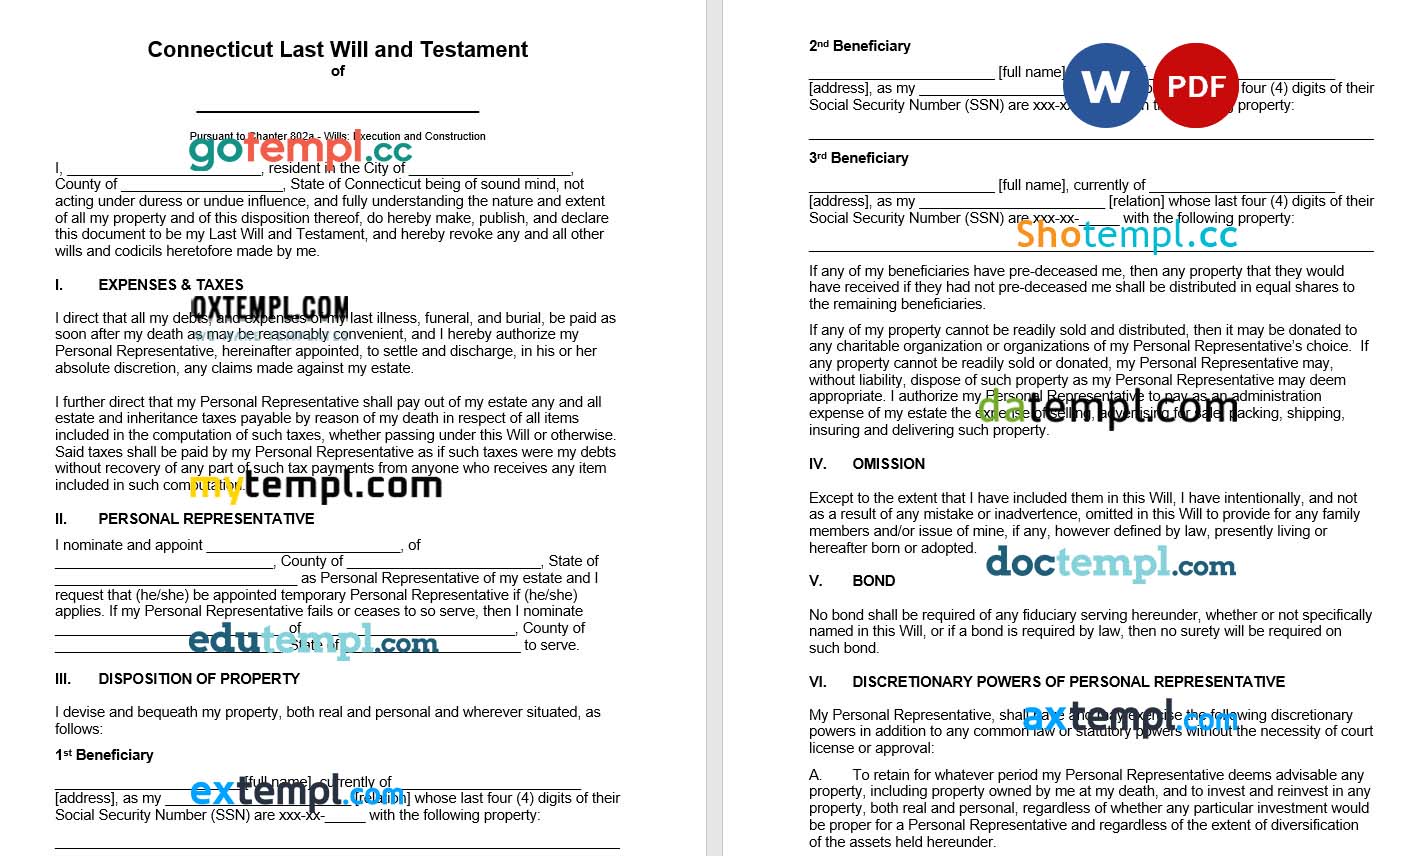 Connecticut Last Will and Testament
of
Pursuant to Chapter 802a - Wills: Execution and Construction
gotempl.cc
I, ________________________, resident in the City of ____________________,
County of ____________________, State of Connecticut being of sound mind, not
acting under duress or undue influence, and fully understanding the nature and extent
of all my property and of this disposition thereof, do hereby make, publish, and declare
this document to be my Last Will and Testament, and hereby revoke any and all other
wills and codicils heretofore made by me.
I. EXPENSES & TAXES
OXTEMPL.COM
I direct that all my debts, and expenses of my last illness, funeral, and burial, be paid as
soon after my death as may be reasonably convenient, and I hereby authorize my
Personal Representative, hereinafter appointed, to settle and discharge, in his or her
absolute discretion, any claims made against my estate.
I further direct that my Personal Representative shall pay out of my estate any and all
estate and inheritance taxes payable by reason of my death in respect of all items
included in the computation of such taxes, whether passing under this Will or otherwise.
Said taxes shall be paid by my Personal Representative as if such taxes were my debts
without recovery of any part of such tax payments from anyone who receives any item
included in such computation.
mytempl.com
II. PERSONAL REPRESENTATIVE
I nominate and appoint ________________________, of
___________________________, County of ________________________, State of
______________________________ as Personal Representative of my estate and I
request that (he/she) be appointed temporary Personal Representative if (he/she)
applies. If my Personal Representative fails or ceases to so serve, then I nominate
_____________________________of __________________________, County of
_____________________________ State of ______________________ to serve.
edutempl.com
III. DISPOSITION OF PROPERTY
I devise and bequeath my property, both real and personal and wherever situated, as
follows:
1st Beneficiary
_______________________ [full name], currently of _______________________
[address], as my _______________________ [relation] whose last four (4) digits of their
extempl.com
Social Security Number (SSN) are xxx-xx-_____ with the following property:
2nd Beneficiary
_______________________ [full name]
[address], as my ____________________ four (4) digits of their
Social Security Number (SSN) are property:
W
PDF
3rd Beneficiary
_______________________ [full name], currently of _______________________
[address], as my _______________________ [relation] whose last four (4) digits of their
Social Security Number (SSN) are xxx-xx-_____ with the following property:
Shotempl.cc
If any of my beneficiaries have pre-deceased me, then any property that they would
have received if they had not pre-deceased me shall be distributed in equal shares to
the remaining beneficiaries.
If any of my property cannot be readily sold and distributed, then it may be donated to
any charitable organization or organizations of my Personal Representative's choice. If
any property cannot be readily sold or donated, my Personal Representative may,
without liability, dispose of such property as my Personal Representative may deem
appropriate. I authorize my Personal Representative to pay as an administration
expense of my estate the expense of selling, advertising for sale, packing, shipping,
insuring and delivering such property.
datempl.com
IV. OMISSION
Except to the extent that I have included them in this Will, I have intentionally, and not
as a result of any mistake or inadvertence, omitted in this Will to provide for any family
members and/or issue of mine, if any, however defined by law, presently living or
hereafter born or adopted.
doctempl.com
V. BOND
No bond shall be required of any fiduciary serving hereunder, whether or not specifically
named in this Will, or if a bond is required by law, then no surety will be required on
such bond.
VI. DISCRETIONARY POWERS OF PERSONAL REPRESENTATIVE
My Personal Representative, shall have and may exercise the following discretionary
powers in addition to any common law or statutory powers without the necessity of court
license or approval:
axtempl.com
A. To retain for whatever period my Personal Representative deems advisable any
property, including property owned by me at my death, and to invest and reinvest in any
property, both real and personal, regardless of whether any particular investment would
be proper for a Personal Representative and regardless of the extent of diversification
of the assets held hereunder.